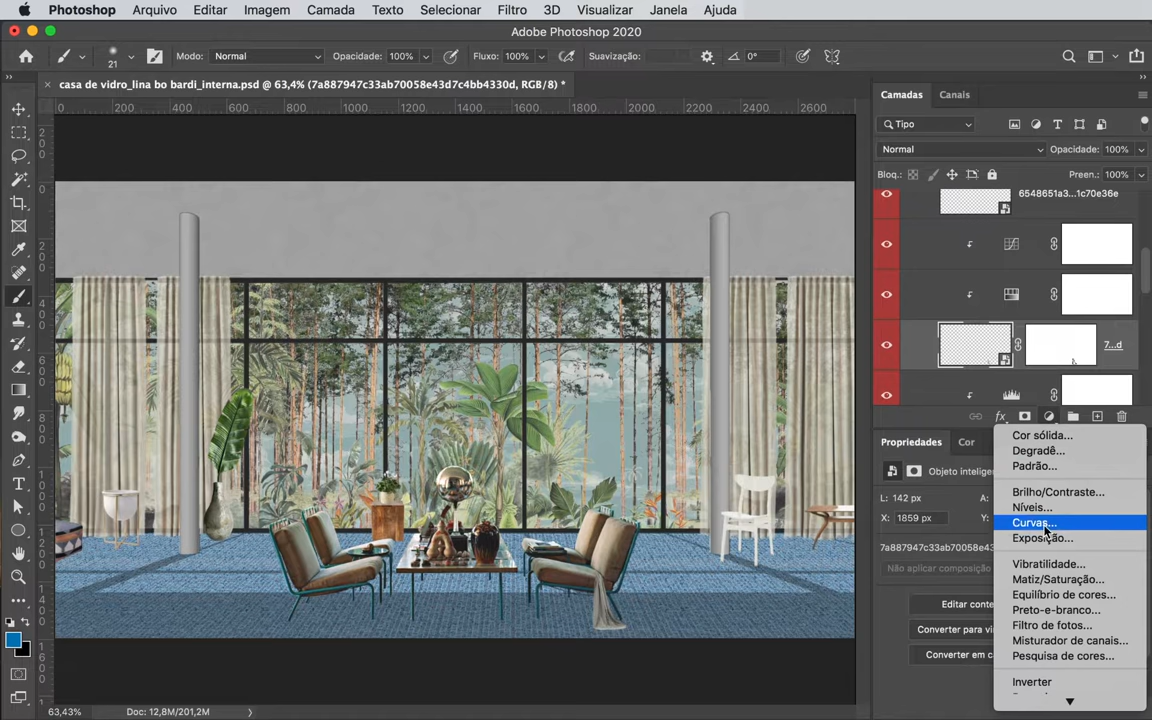 Photoshop Arquivo Editar Imagem Camada Texto Selecionar Filtro 3D Visualizar Janela Ajuda
Adobe Photoshop 2020
21 Modo: Normal Opacidade: 100% Fluxo: 100% Suavização: 0°
× casa de vidro_lina bo bardi_interna.psd @ 63,4% (7a887947c33ab70058e43d7c4bb4330d, RGB/8) *
0 200 400 600 800 1000 1200 1400 1600 1800 2000 2200 2400 2600
Camadas Canais
Tipo
Normal Opacidade: 100%
Bloq.: Preen.: 100%
6548651a3...1c70e36e
7...d
fx
Propriedades Cor
Objeto intelige
L: 142 px A:
X: 1859 px Y:
7a887947c33ab70058e43
Não aplicar composição
Editar conte
Converter para vi
Converter em c
Cor sólida...
Degradê...
Padrão...
Brilho/Contraste...
Níveis...
Curvas...
Exposição...
Vibratilidade...
Matiz/Saturação...
Equilíbrio de cores...
Preto-e-branco...
Filtro de fotos...
Misturador de canais...
Pesquisa de cores...
Inverter
63,43% Doc: 12,8M/201,2M